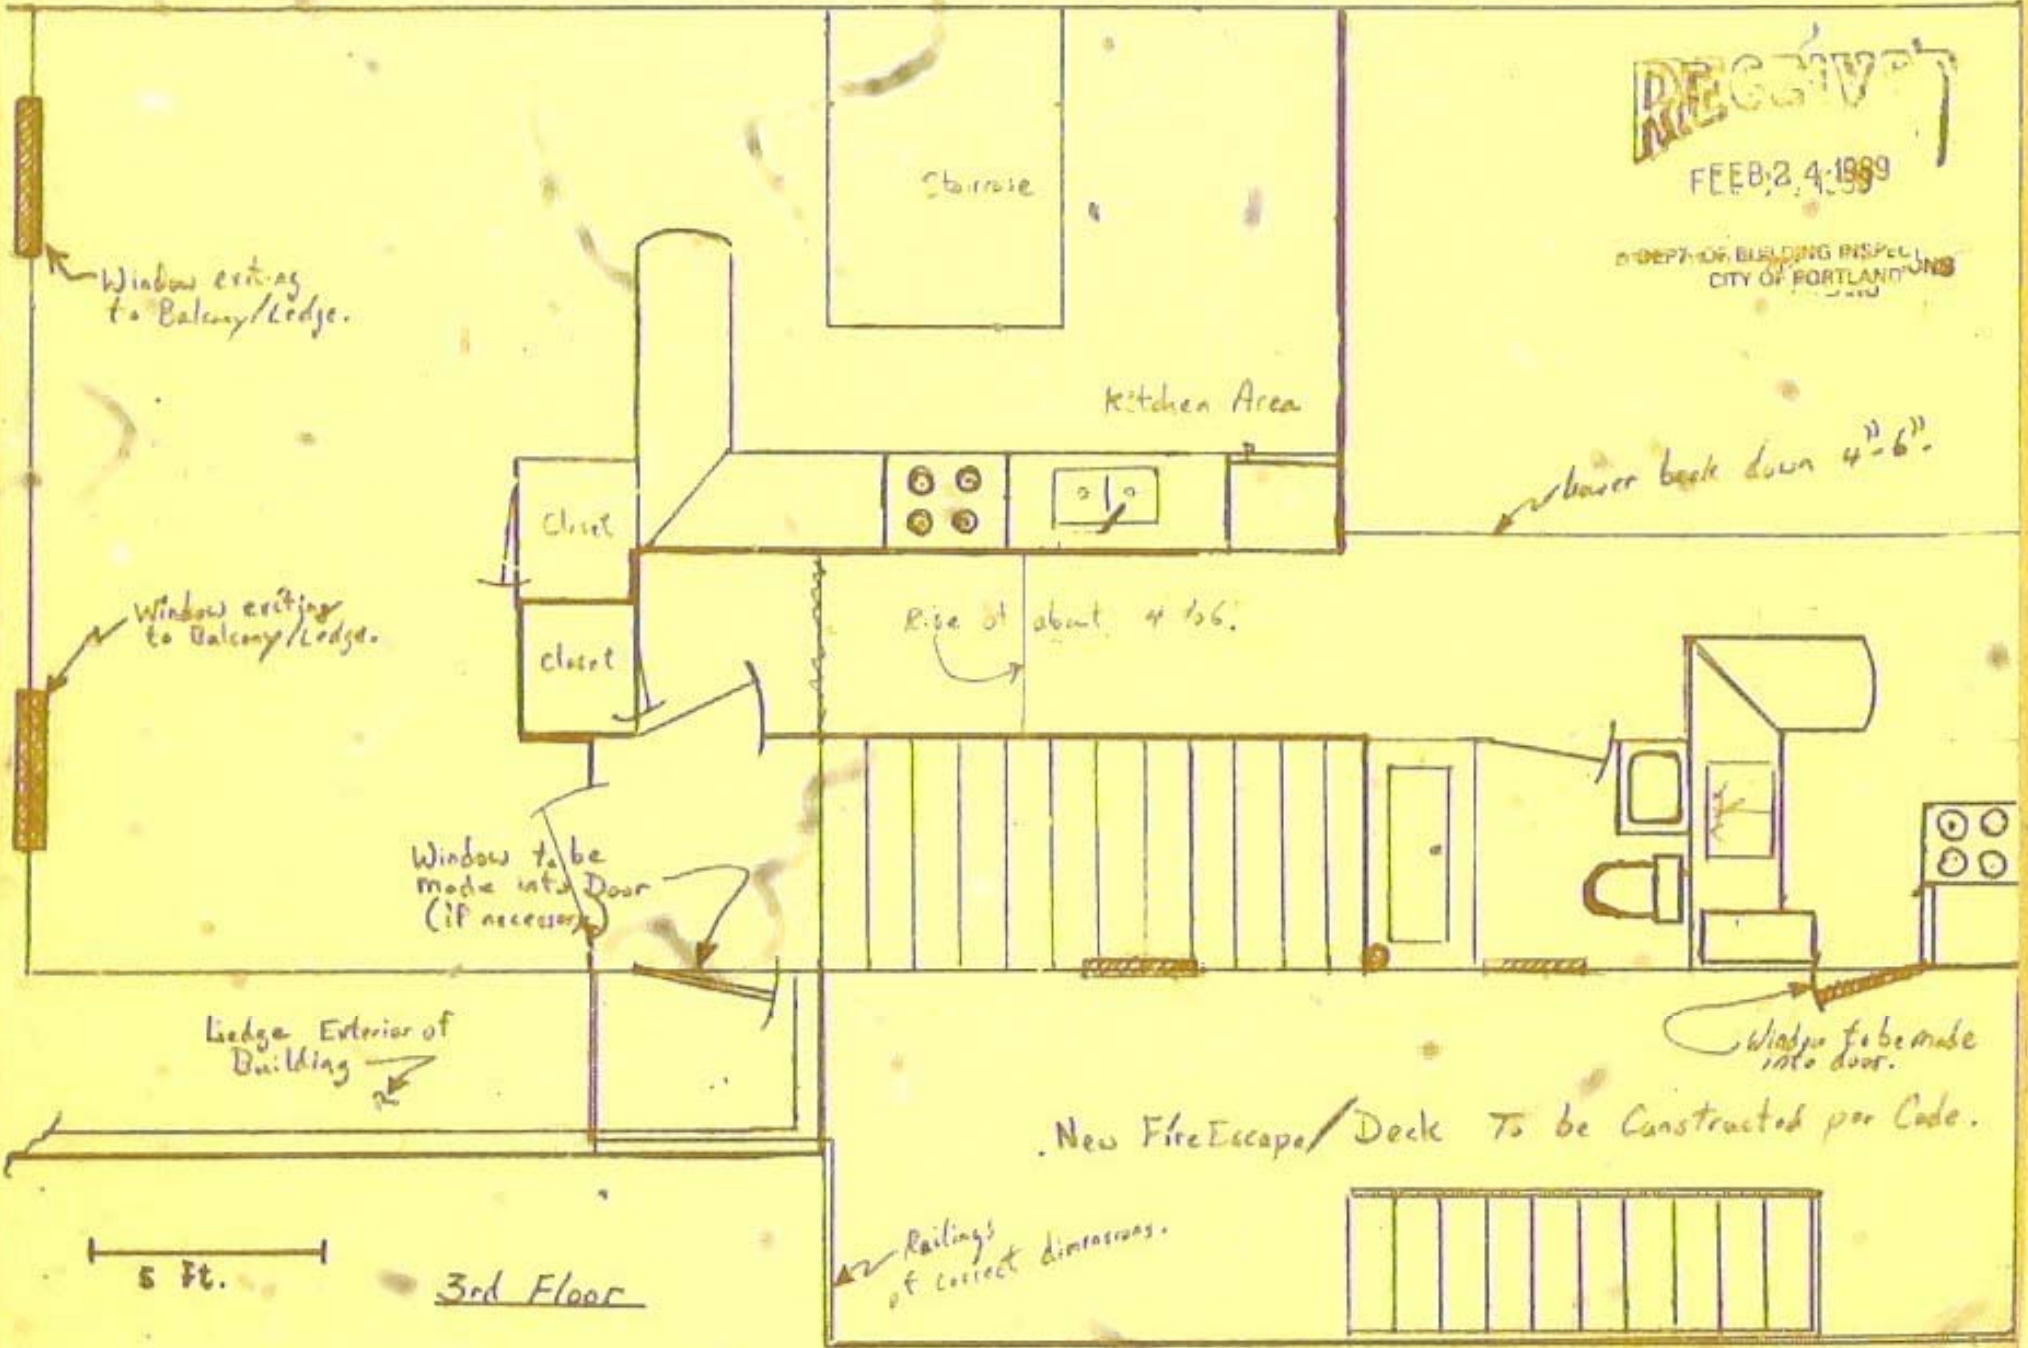 RECEIVED
FEB 24 1989
DEPT. OF BUILDING INSPECTIONS
CITY OF PORTLAND
Staircase
Window exiting
to Balcony/Ledge.
Kitchen Area
Lower back down 4"-6".
Closet
Window exiting
to Balcony/Ledge.
Rise of about 4 to 6.
Closet
Window to be
made into Door
(if necessary)
Ledge Exterior of
Building
Window to be made
into door.
New Fire Escape/Deck To be Constructed per Code.
Railings
of correct dimensions.
5 Ft.
3rd Floor